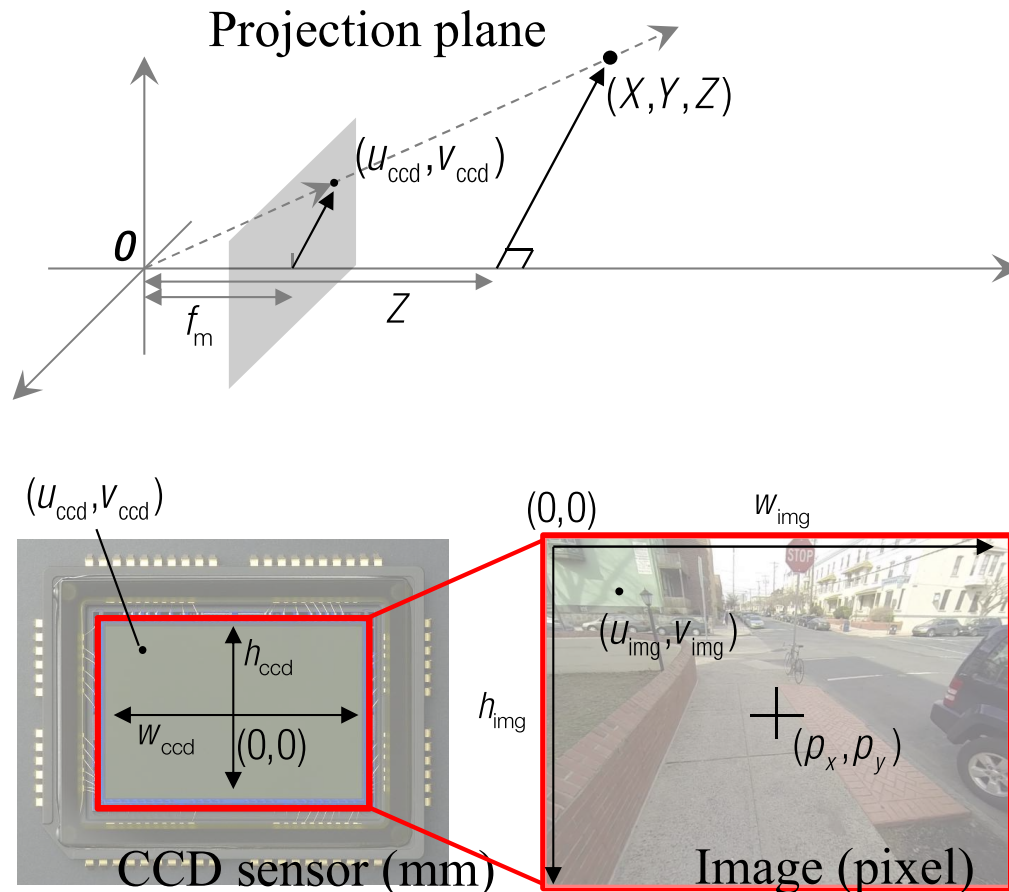 Projection plane
(X,Y,Z)
(u_ccd,v_ccd)
O
Z
f_m
(u_ccd,v_ccd)
(0,0)
w_img
STOP
h_ccd
(u_img,v_img)
w_ccd
(0,0)
h_img
(p_x,p_y)
CCD sensor (mm)
Image (pixel)